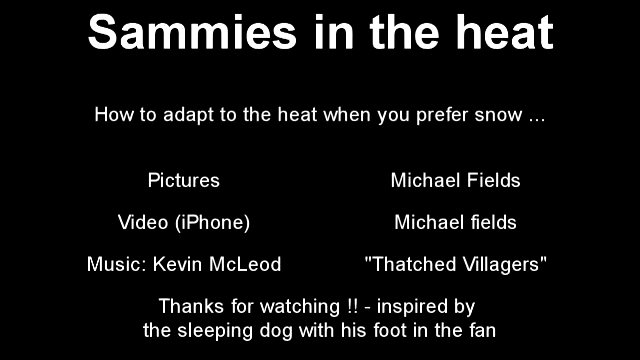 Sammies in the heat
How to adapt to the heat when you prefer snow ...
Pictures Michael Fields
Video (iPhone) Michael fields
Music: Kevin McLeod "Thatched Villagers"
Thanks for watching !! - inspired by
the sleeping dog with his foot in the fan